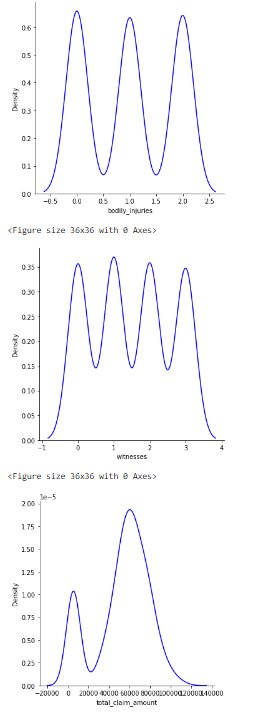 0.6
0.5
0.4
0.3
0.2
0.1
0.0
Density
-0.5 0.0 0.5 1.0 1.5 2.0 2.5
bodily_injuries
<Figure size 36x36 with 0 Axes>
0.35
0.30
0.25
0.20
0.15
0.10
0.05
0.00
Density
-1 0 1 2 3 4
witnesses
<Figure size 36x36 with 0 Axes>
1e-5
2.00
1.75
1.50
1.25
1.00
0.75
0.50
0.25
0.00
Density
-20000 0 20000 40000 60000 80000 100000 120000 140000
total_claim_amount